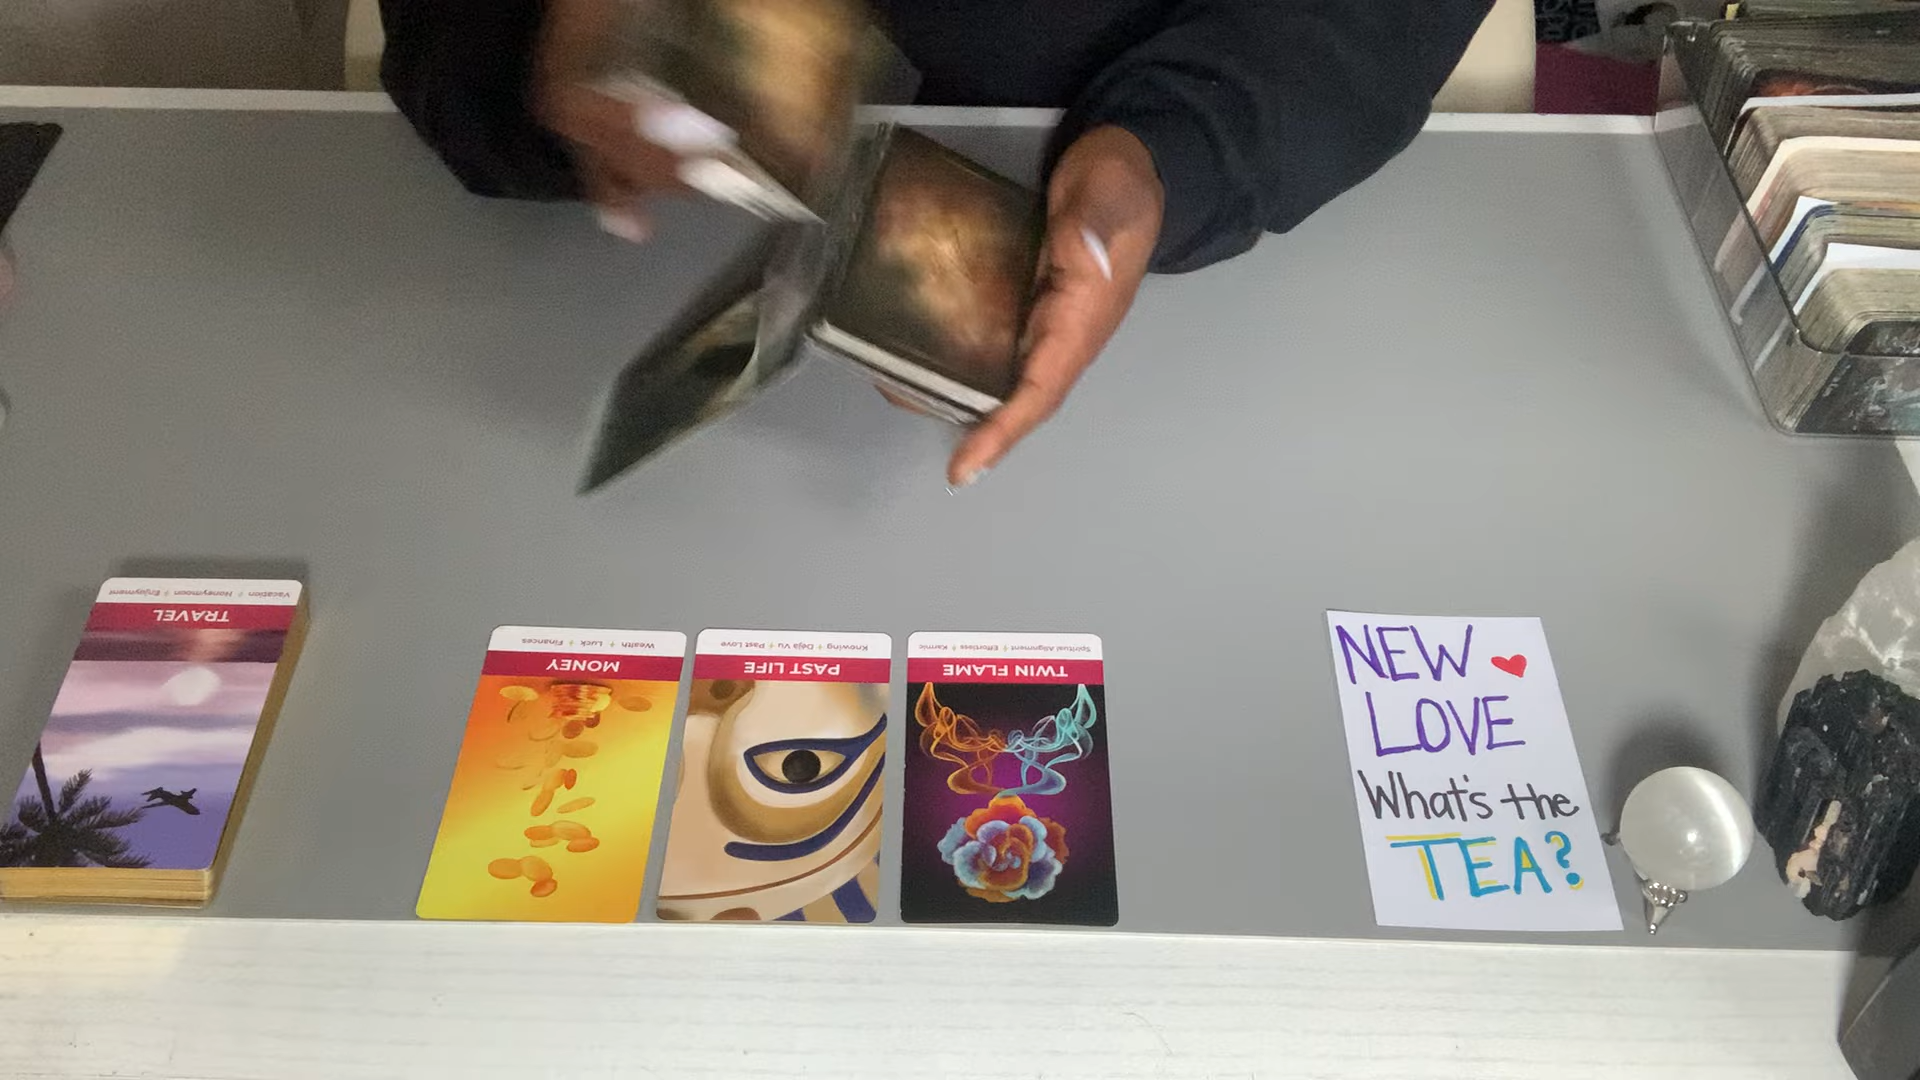 Vacation + Honeymoon + Enjoyment
TRAVEL
Wealth + Luck + Finances
MONEY
Knowing + Déjà Vu + Past Love
PAST LIFE
Spiritual Alignment + Effortless + Karmic
TWIN FLAME
NEW
LOVE
What's the
TEA?